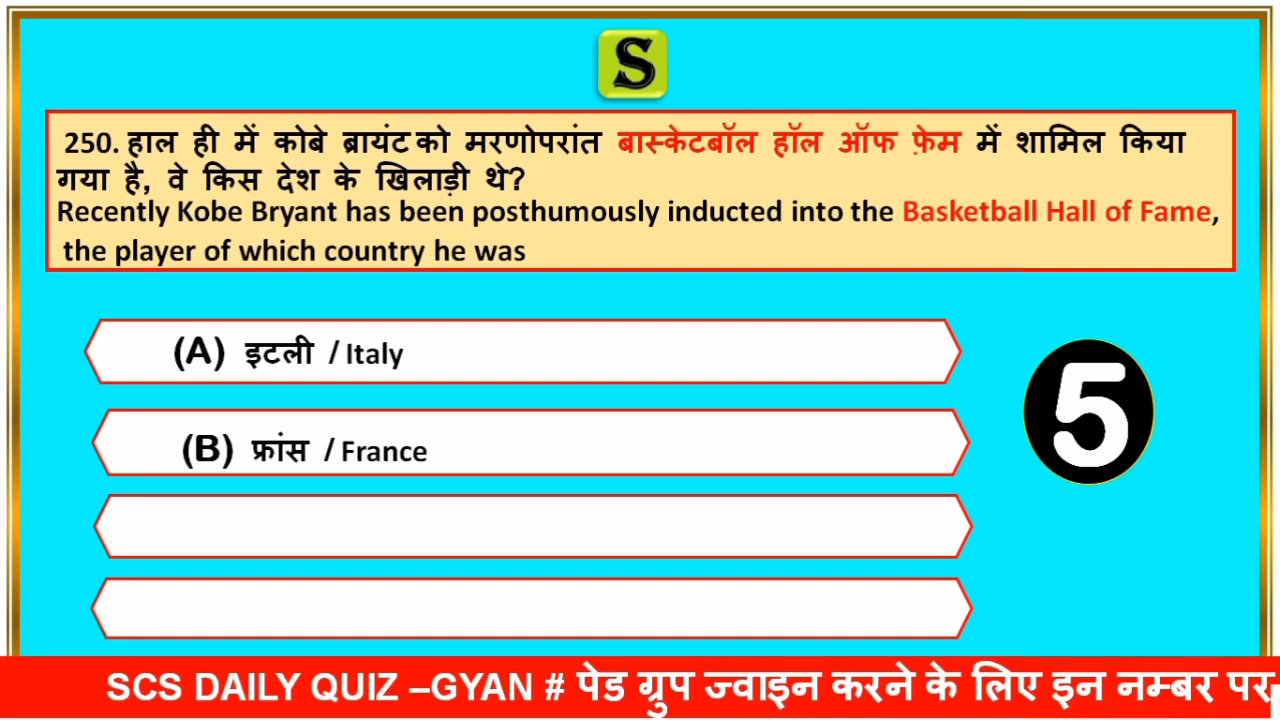 S
250. हाल ही में कोबे ब्रायंट को मरणोपरांत बास्केटबॉल हॉल ऑफ फ़ेम में शामिल किया
गया है, वे किस देश के खिलाड़ी थे?
Recently Kobe Bryant has been posthumously inducted into the Basketball Hall of Fame,
the player of which country he was
(A) इटली / Italy
(B) फ्रांस / France
5
SCS DAILY QUIZ –GYAN # पेड ग्रुप ज्वाइन करने के लिए इन नम्बर पर